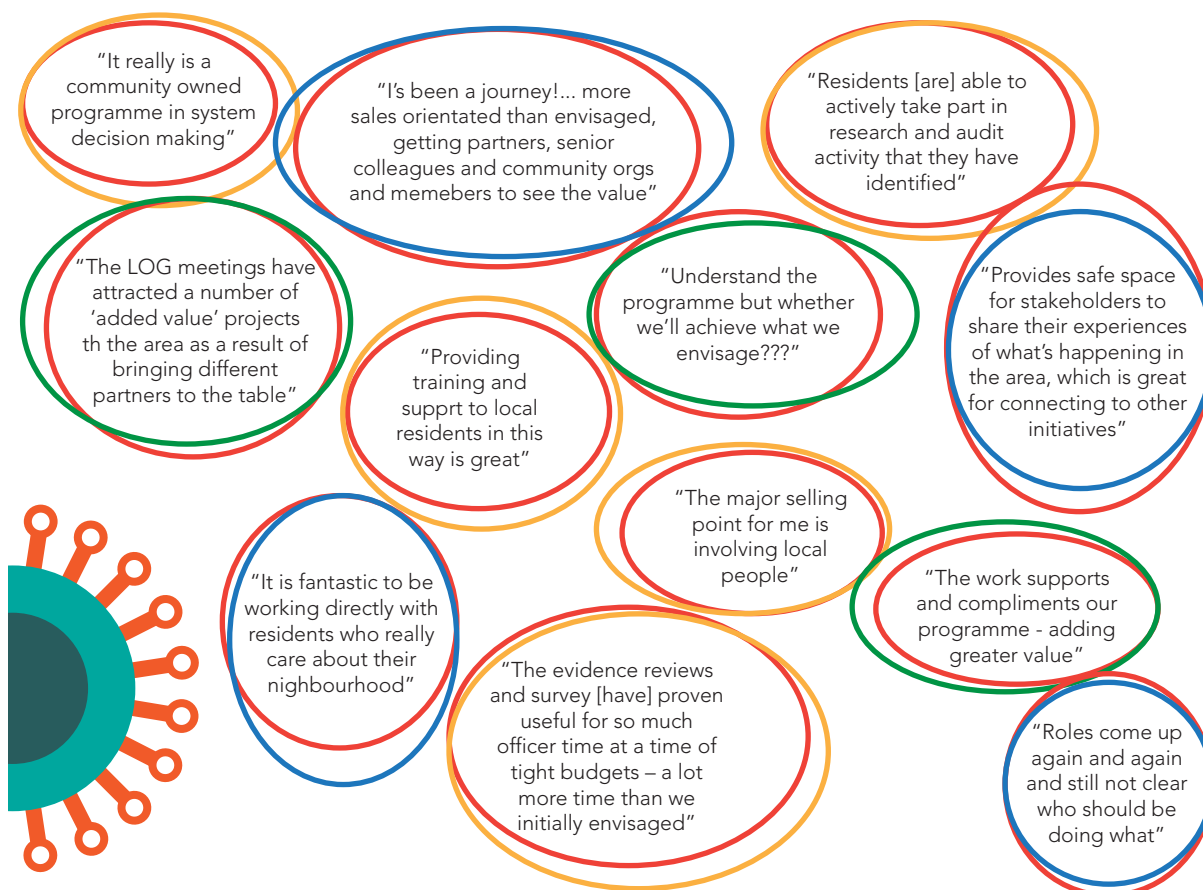 “It really is a
community owned
programme in system
decision making”
“I’s been a journey!... more
sales orientated than envisaged,
getting partners, senior
colleagues and community orgs
and memebers to see the value”
“Residents [are] able to
actively take part in
research and audit
activity that they have
identified”
“The LOG meetings have
attracted a number of
‘added value’ projects
th the area as a result of
bringing different
partners to the table”
“Understand the
programme but whether
we’ll achieve what we
envisage???”
“Provides safe space
for stakeholders to
share their experiences
of what’s happening in
the area, which is great
for connecting to other
initiatives”
“Providing
training and
supprt to local
residents in this
way is great”
“The major selling
point for me is
involving local
people”
“It is fantastic to be
working directly with
residents who really
care about their
nighbourhood”
“The work supports
and compliments our
programme - adding
greater value”
“The evidence reviews
and survey [have] proven
useful for so much
officer time at a time of
tight budgets – a lot
more time than we
initially envisaged”
“Roles come up
again and again
and still not clear
who should be
doing what”